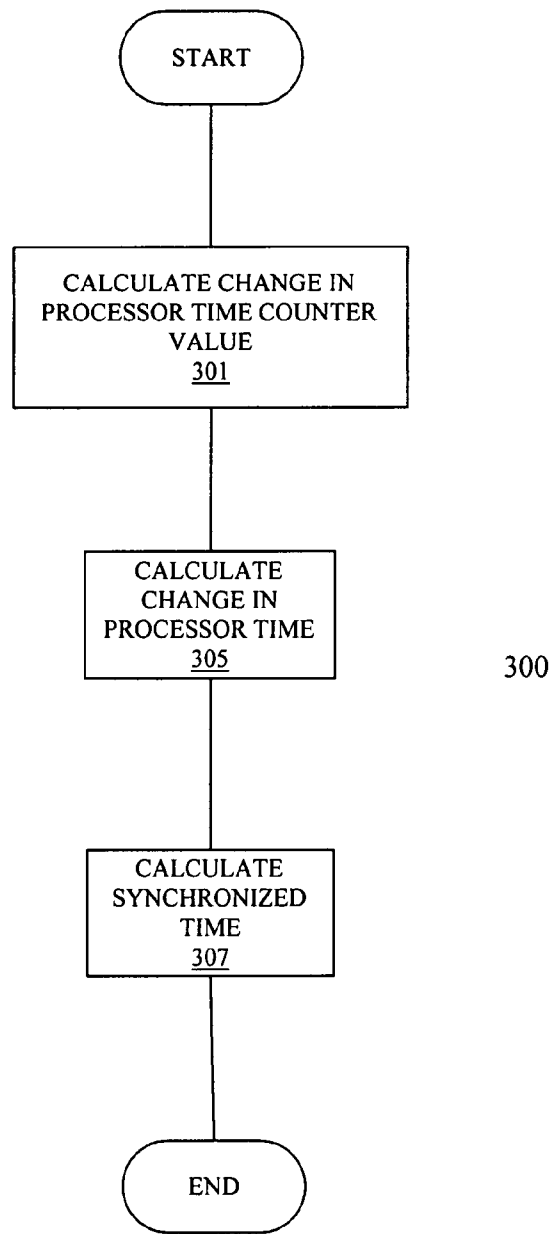 START
CALCULATE CHANGE IN
PROCESSOR TIME COUNTER
VALUE
301
CALCULATE
CHANGE IN
PROCESSOR TIME
305
300
CALCULATE
SYNCHRONIZED
TIME
307
END